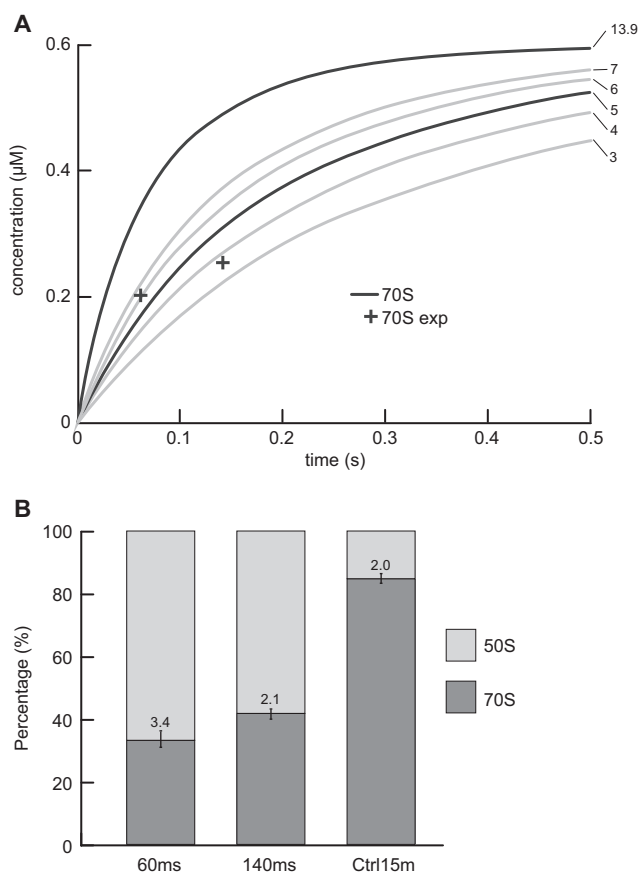 A
concentration (µM)
0.6
0.4
0.2
0
0 0.1 0.2 0.3 0.4 0.5
time (s)
13.9
7
6
5
4
3
70S
70S exp
B
Percentage (%)
100
80
60
40
20
0
3.4
2.1
2.0
60ms 140ms Ctrl15m
50S
70S